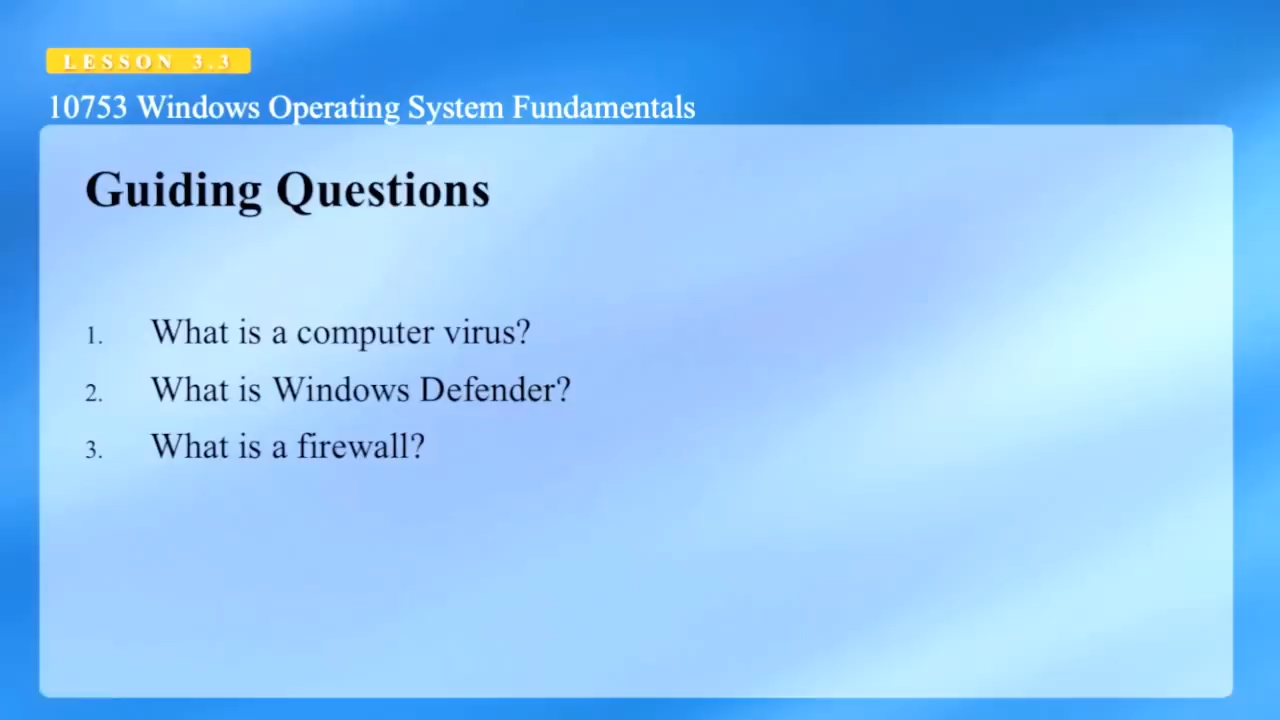 LESSON 3.3
10753 Windows Operating System Fundamentals
Guiding Questions
1. What is a computer virus?
2. What is Windows Defender?
3. What is a firewall?